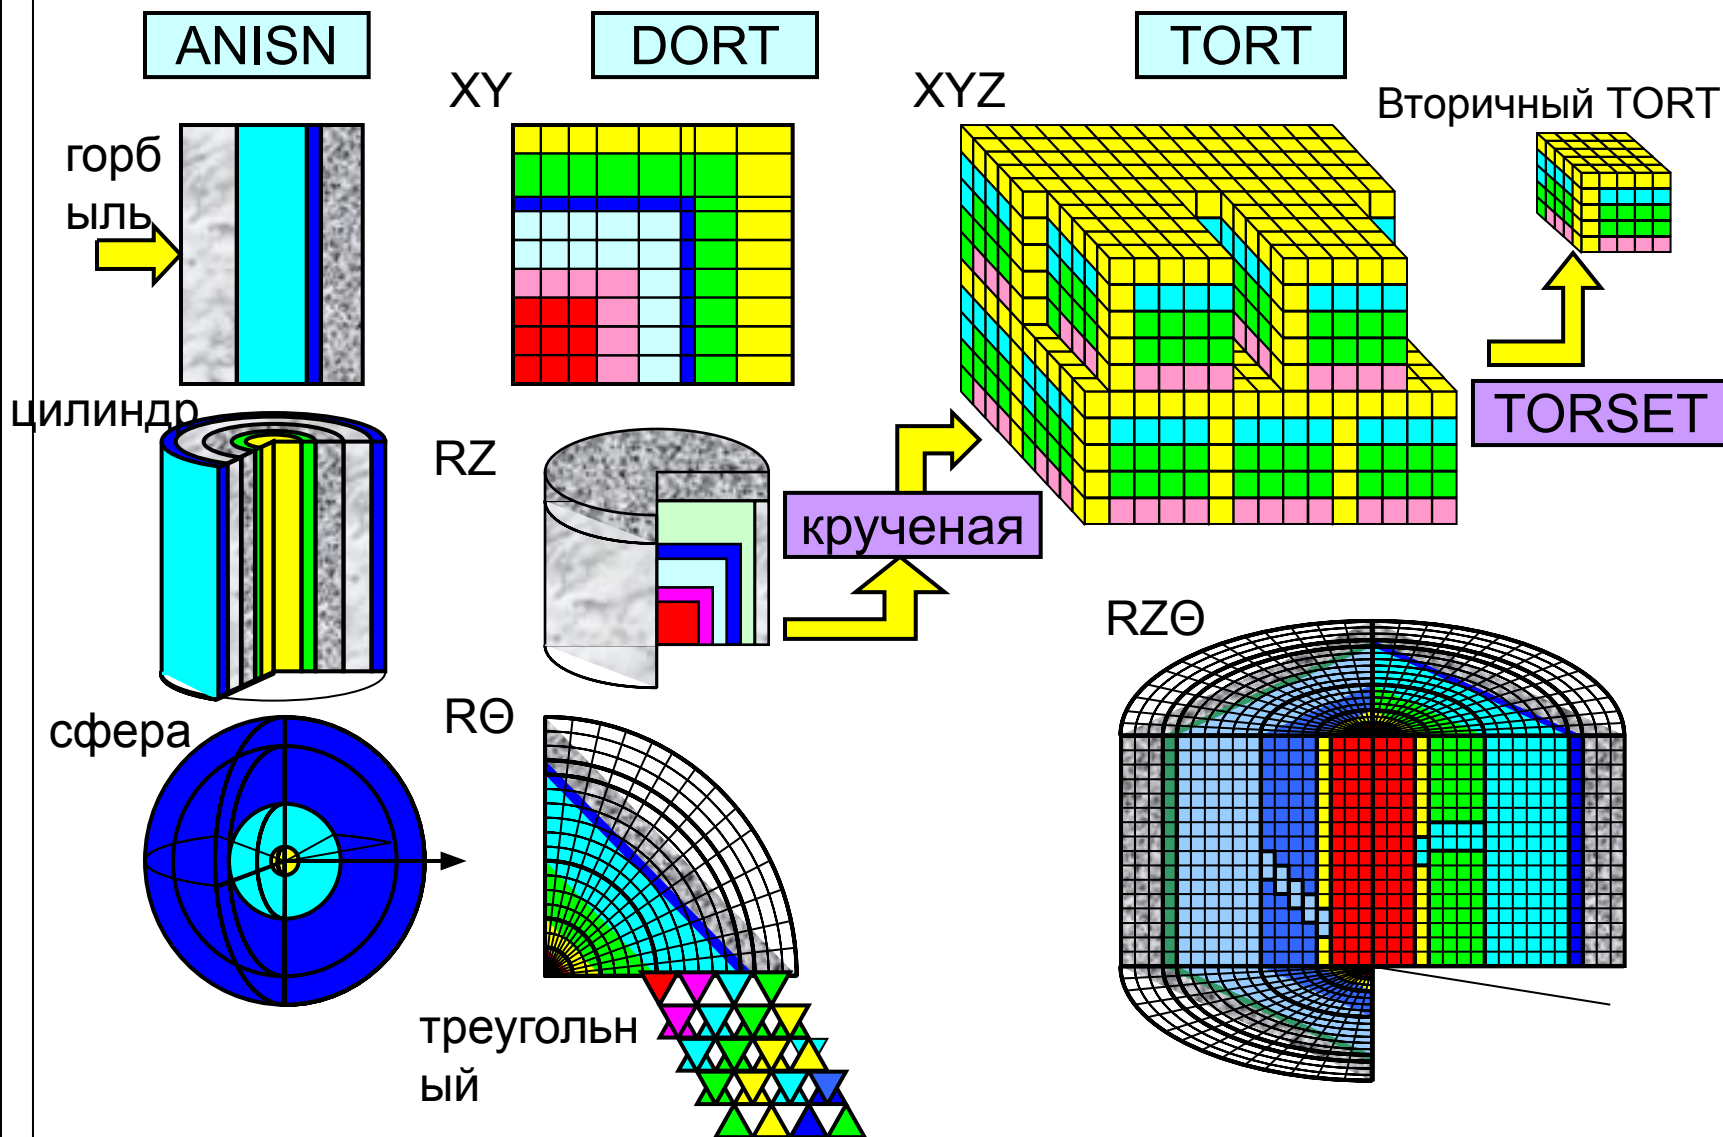 ANISN
DORT
TORT
XY
XYZ
Вторичный TORT
горб
ыль
цилиндр
RZ
TORSET
крученая
RZΘ
сфера
RΘ
треугольн
ый